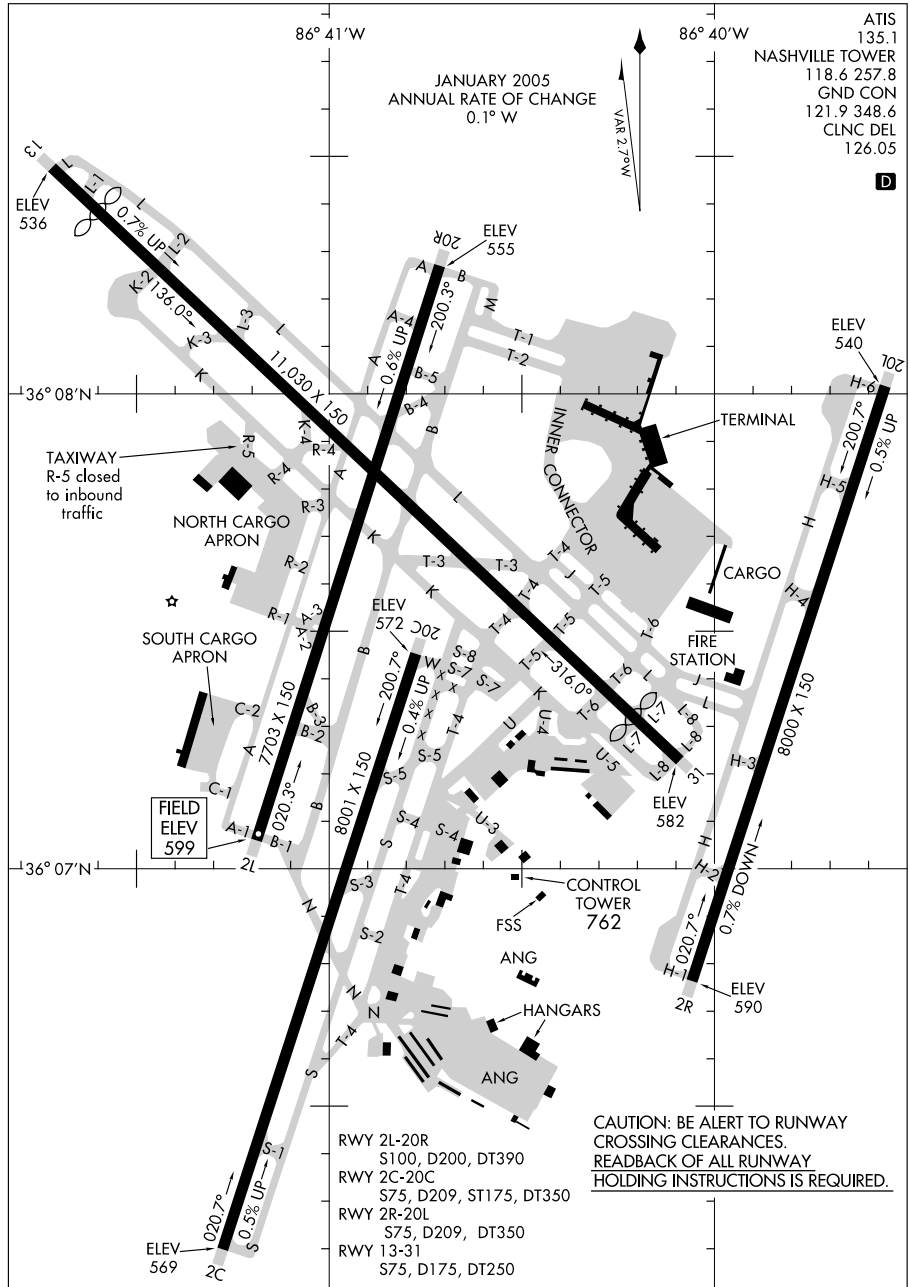 86° 41'W
86° 40'W
ATIS
135.1
NASHVILLE TOWER
118.6 257.8
GND CON
121.9 348.6
CLNC DEL
126.05
D
JANUARY 2005
ANNUAL RATE OF CHANGE
0.1° W
VAR 2.7°W
13
ELEV
536
L
L-1
L
0.7% UP
L-2
K-2
136.0°
L-3
K-3
L
K
11,030 X 150
20R
ELEV
555
A
B
200.3°
W
A-4
T-1
0.6% UP
T-2
A
B-5
B-4
B
ELEV
540
20L
H-6
200.7°
0.5% UP
36° 08'N
TERMINAL
INNER CONNECTOR
K-4
R-4
R-5
R-4
A
TAXIWAY
R-5 closed
to inbound
traffic
L
H-5
R-3
H
NORTH CARGO
APRON
K
T-4
T-3
T-3
J
T-5
R-2
CARGO
T-4
H-4
K
ELEV
572
R-1
A-3
A-2
20C
T-4
T-5
T-6
SOUTH CARGO
APRON
B
S-8
W
S-7
S-7
X
X
X
X
X
200.7°
0.4% UP
T-5
316.0°
T-6
L
FIRE
STATION
J
L
8000 X 150
C-2
7703 X 150
B-3
B-2
T-4
K
T-6
L-7
L-8
U
U-4
L-7
L-8
A
S-5
S-5
U-5
L-8
31
H-3
C-1
020.3°
8001 X 150
B
S-4
S-4
U-3
ELEV
582
FIELD
ELEV
599
A-1
B-1
2L
S
H
36° 07'N
S-3
T-4
CONTROL
TOWER
762
H-2
N
FSS
020.7°
0.7% DOWN
S-2
ANG
H-1
ELEV
590
2R
N
N
HANGARS
T-4
S
ANG
S-1
020.7°
0.5% UP
S
ELEV
569
2C
RWY 2L-20R
S100, D200, DT390
RWY 2C-20C
S75, D209, ST175, DT350
RWY 2R-20L
S75, D209, DT350
RWY 13-31
S75, D175, DT250
CAUTION: BE ALERT TO RUNWAY
CROSSING CLEARANCES.
READBACK OF ALL RUNWAY
HOLDING INSTRUCTIONS IS REQUIRED.